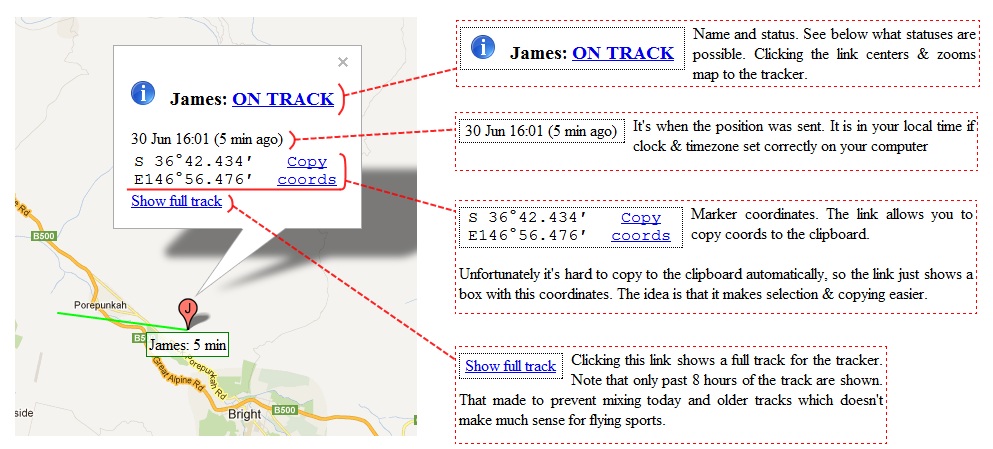 James: ON TRACK
30 Jun 16:01 (5 min ago)
S 36°42.434′ Copy
E146°56.476′ coords
Show full track
e Rd
B500
Porepunkah
J
James: 5 min
Porepunkah Rd
Great Alpine Rd
Bright
B500
side
James: ON TRACK
Name and status. See below what statuses are
possible. Clicking the link centers & zooms
map to the tracker.
30 Jun 16:01 (5 min ago)
It's when the position was sent. It is in your local time if
clock & timezone set correctly on your computer
S 36°42.434′ Copy
E146°56.476′ coords
Marker coordinates. The link allows you to
copy coords to the clipboard.
Unfortunately it's hard to copy to the clipboard automatically, so the link just shows a
box with this coordinates. The idea is that it makes selection & copying easier.
Show full track
Clicking this link shows a full track for the tracker.
Note that only past 8 hours of the track are shown.
That made to prevent mixing today and older tracks which doesn't
make much sense for flying sports.